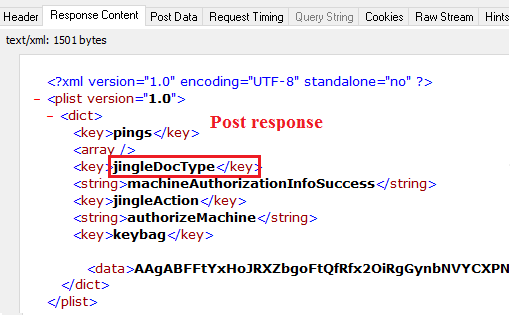 Header Response Content Post Data Request Timing Query String Cookies Raw Stream Hints
text/xml: 1501 bytes
<?xml version="1.0" encoding="UTF-8" standalone="no" ?>
– <plist version="1.0">
– <dict>
<key>pings</key>
Post response
<array />
<key>jingleDocType</key>
<string>machineAuthorizationInfoSuccess</string>
<key>jingleAction</key>
<string>authorizeMachine</string>
<key>keybag</key>
<data>AAgABFFtYxHoJRXZbgoFtQfRfx2OiRgGynbNVYCXPN
</dict>
</plist>